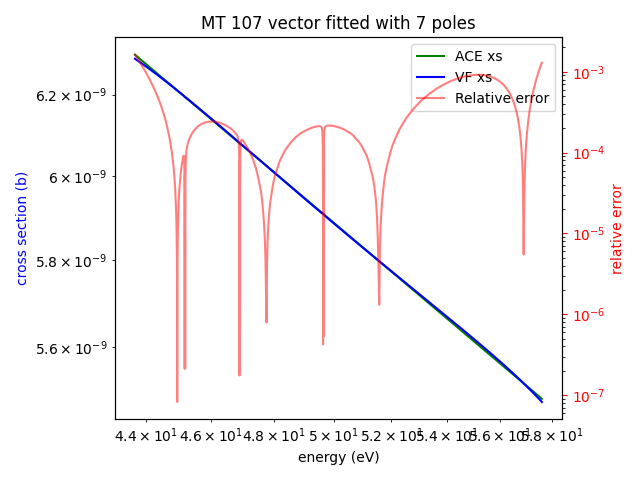 MT 107 vector fitted with 7 poles
ACE xs
VF xs
Relative error
6.2 × 10⁻⁹
6 × 10⁻⁹
5.8 × 10⁻⁹
5.6 × 10⁻⁹
cross section (b)
10⁻³
10⁻⁴
10⁻⁵
10⁻⁶
10⁻⁷
relative error
4.4 × 10¹ 4.6 × 10¹ 4.8 × 10¹ 5 × 10¹ 5.2 × 10¹ 5.4 × 10¹ 5.6 × 10¹ 5.8 × 10¹
energy (eV)